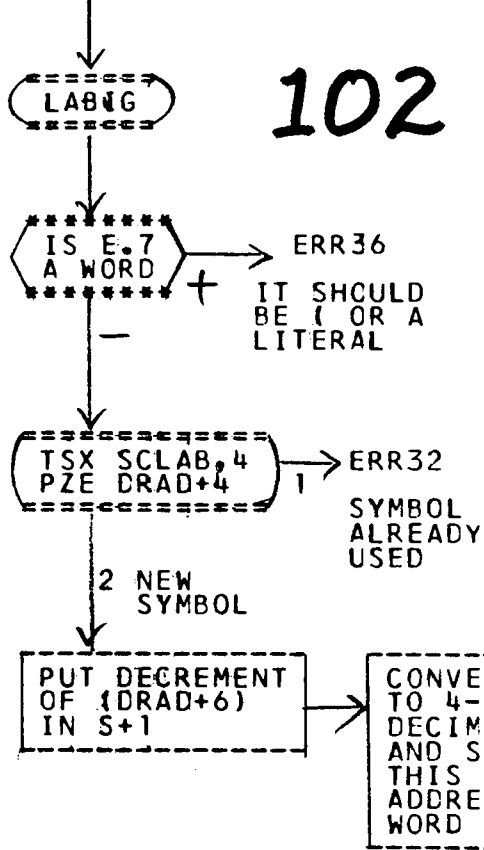 LABIG
102
IS E.7
A WORD
+
ERR36
IT SHOULD
BE ( OR A
LITERAL
-
TSX SCLAB,4
PZE DRAD+4
1
ERR32
SYMBOL
ALREADY
USED
2 NEW
SYMBOL
PUT DECREMENT
OF (DRAD+6)
IN S+1
CONVE
TO 4-
DECIM
AND S
THIS
ADDRE
WORD